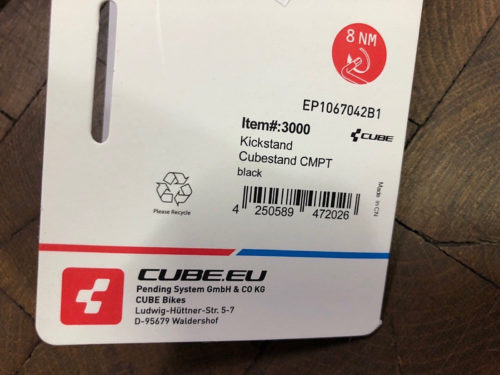 8 NM
EP1067042B1
Item#:3000
CUBE
Kickstand
Cubestand CMPT
black
Made in CN
Please Recycle
4 250589 472026
CUBE.EU
Pending System GmbH & CO KG
CUBE Bikes
Ludwig-Hüttner-Str. 5-7
D-95679 Waldershof